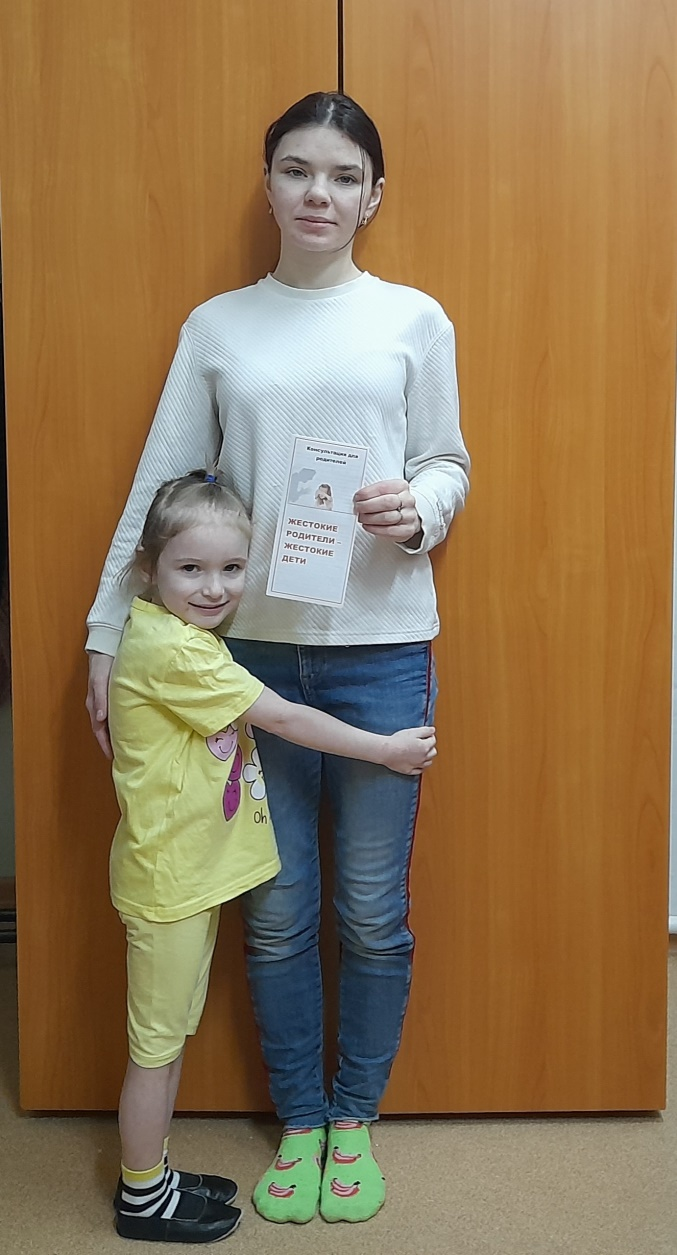 Консультация для
родителей
ЖЕСТОКИЕ
РОДИТЕЛИ –
ЖЕСТОКИЕ
ДЕТИ
Oh